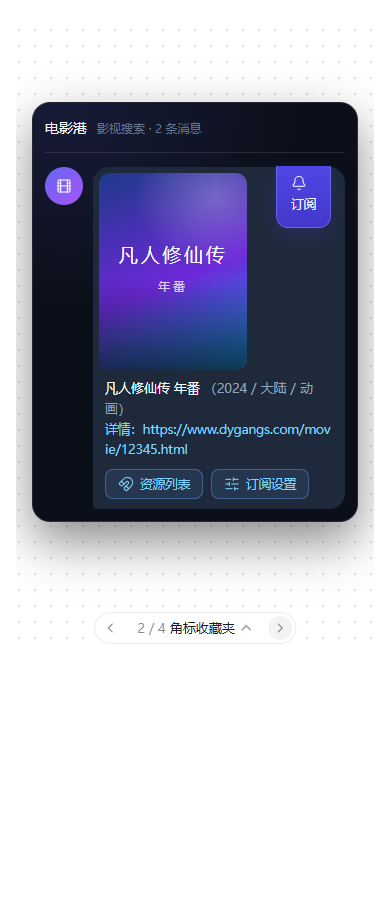 电影港 影视搜索 · 2 条消息
订阅
凡人修仙传
年番
凡人修仙传 年番 （2024 / 大陆 / 动
画）
详情：https://www.dygangs.com/mov
ie/12345.html
资源列表 订阅设置
2 / 4 角标收藏夹